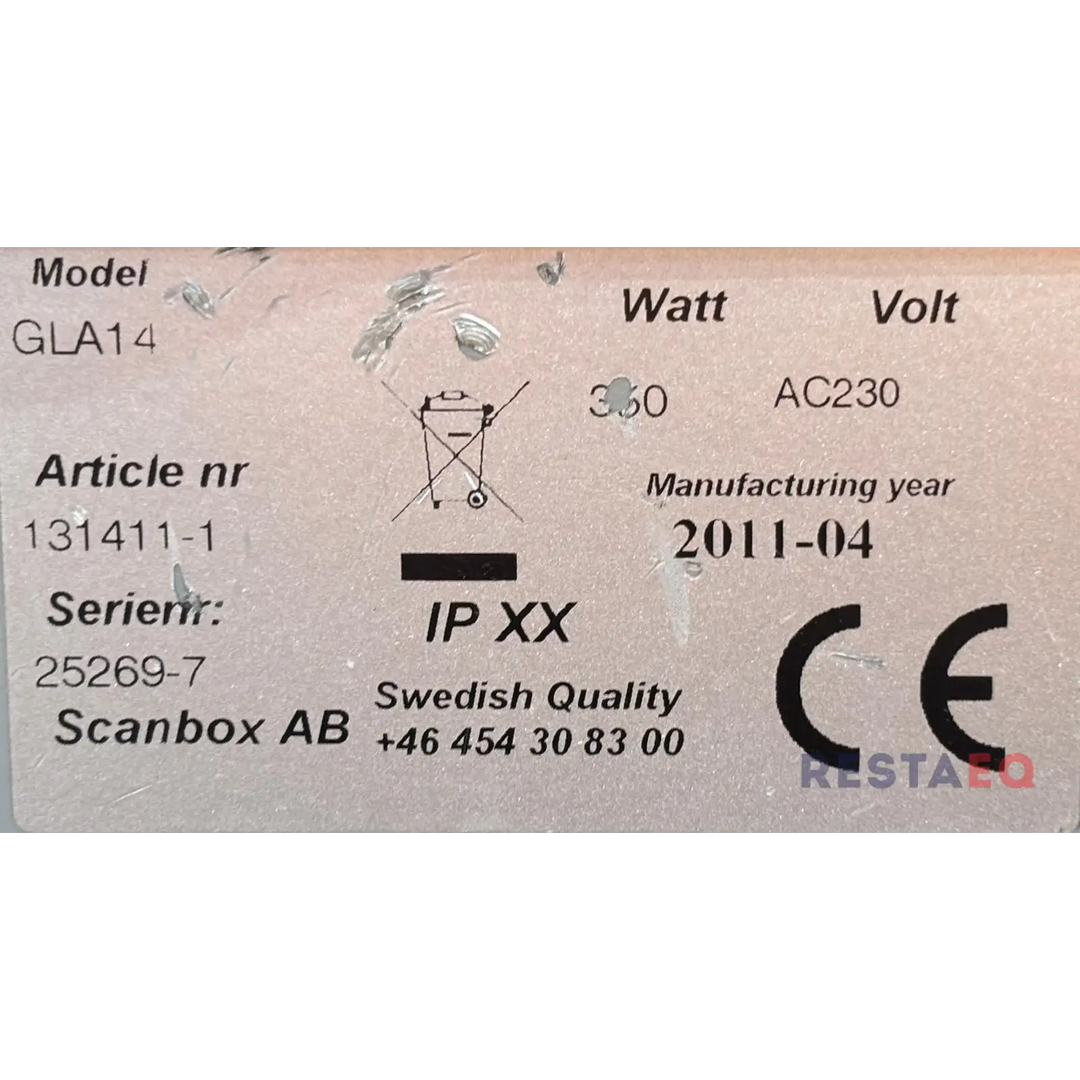 Model
GLA14
Watt
Volt
AC230
Article nr
131411-1
Manufacturing year
2011-04
Serienr:
25269-7
IP XX
Scanbox AB
Swedish Quality
+46 454 30 83 00
CE
RESTAEQ